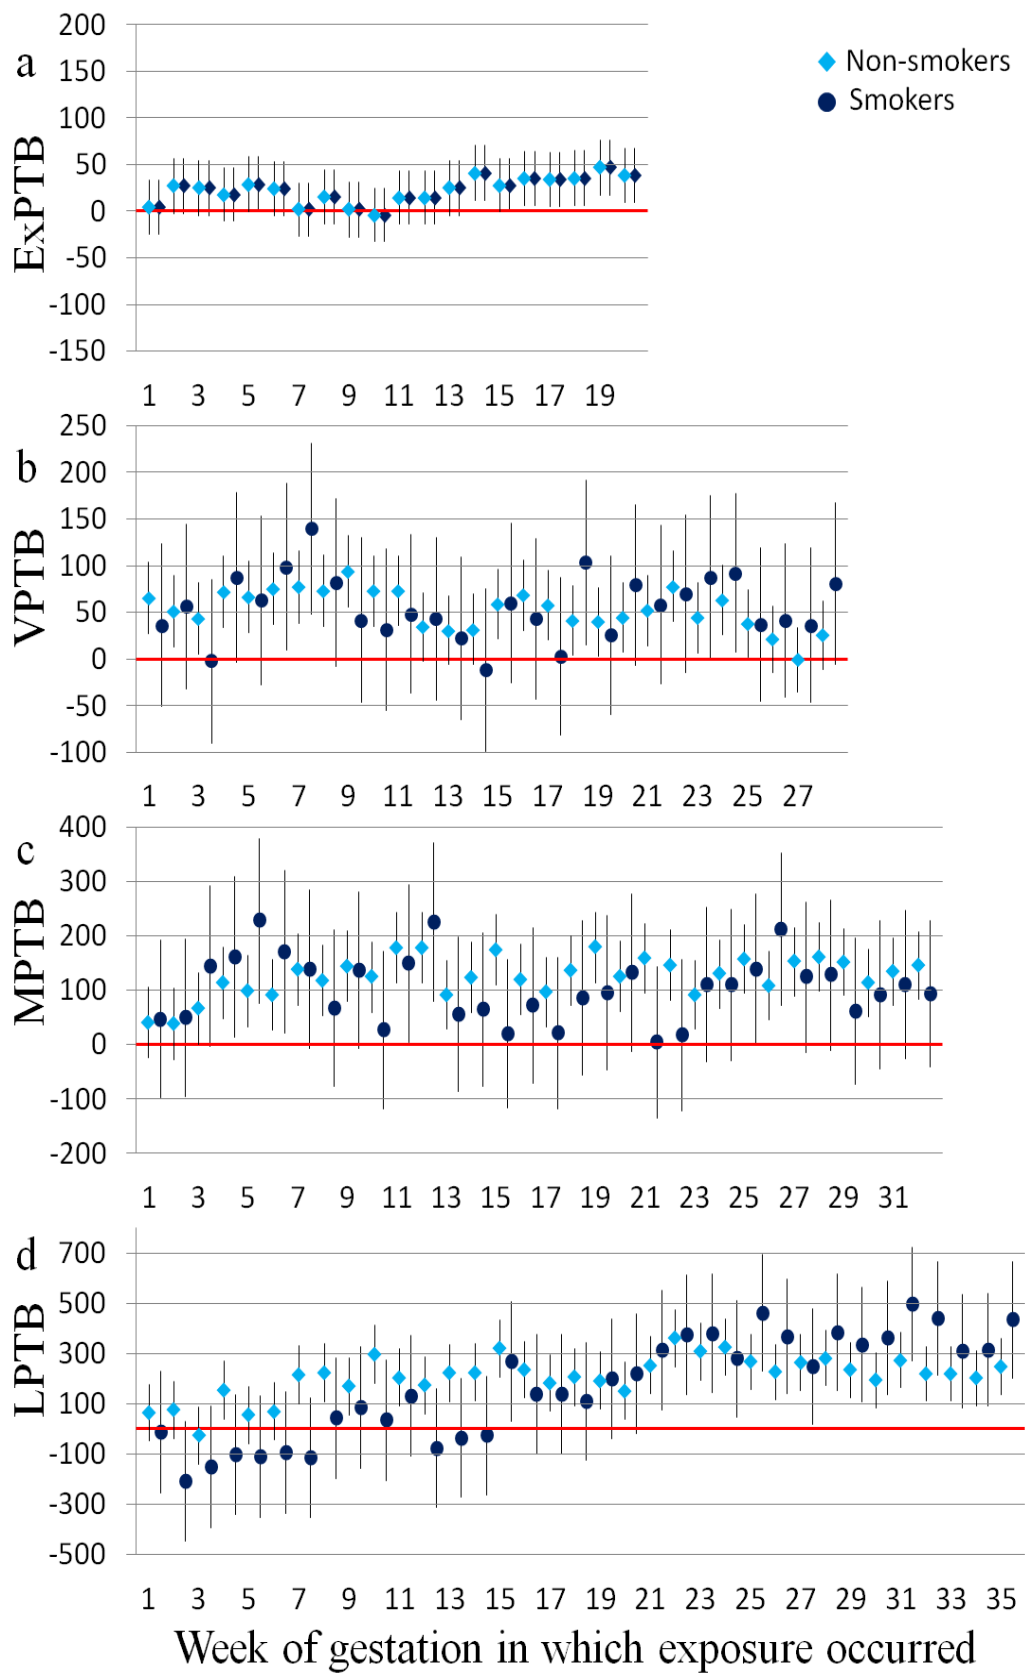 a
ExPTB
200
150
100
50
0
-50
-100
-150
Non-smokers
Smokers
1 3 5 7 9 11 13 15 17 19
b
VPTB
250
200
150
100
50
0
-50
-100
1 3 5 7 9 11 13 15 17 19 21 23 25 27
c
MPTB
400
300
200
100
0
-100
-200
1 3 5 7 9 11 13 15 17 19 21 23 25 27 29 31
d
LPTB
700
500
300
100
-100
-300
-500
1 3 5 7 9 11 13 15 17 19 21 23 25 27 29 31 33 35
Week of gestation in which exposure occurred